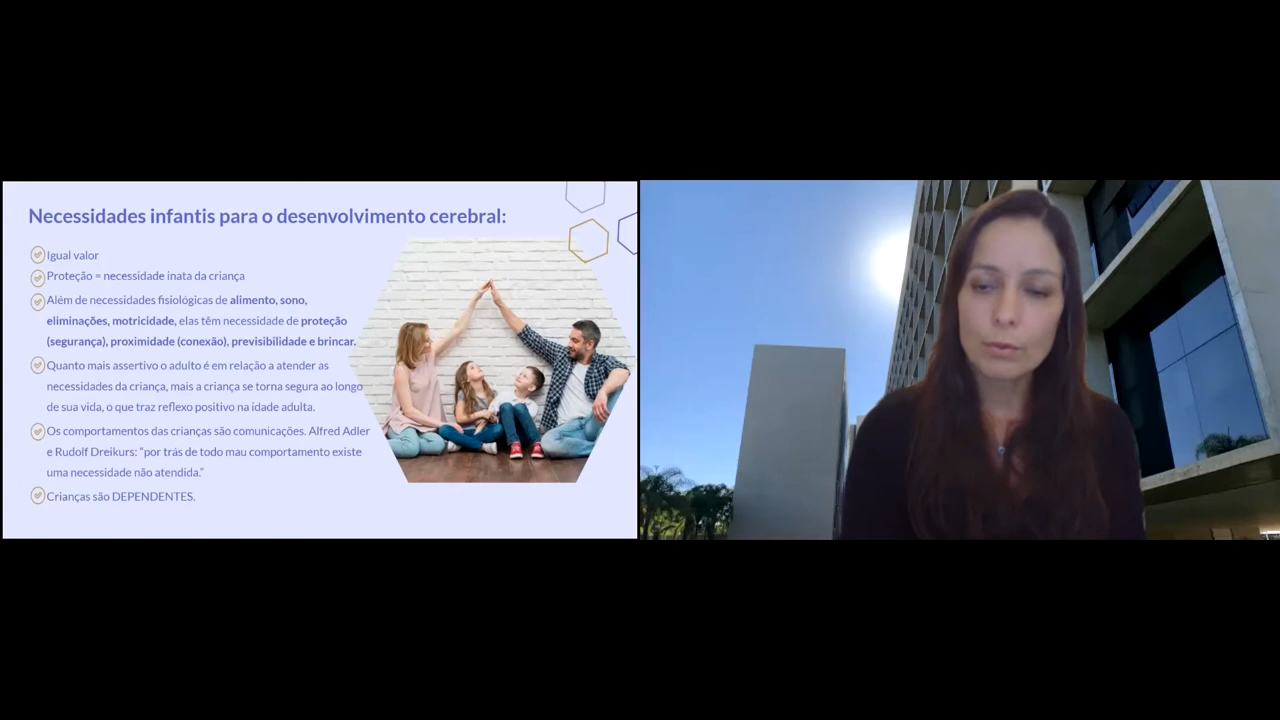 Necessidades infantis para o desenvolvimento cerebral:
Igual valor
Proteção = necessidade inata da criança
Além de necessidades fisiológicas de alimento, sono,
eliminações, motricidade, elas têm necessidade de proteção
(segurança), proximidade (conexão), previsibilidade e brincar.
Quanto mais assertivo o adulto é em relação a atender as
necessidades da criança, mais a criança se torna segura ao longo
de sua vida, o que traz reflexo positivo na idade adulta.
Os comportamentos das crianças são comunicações. Alfred Adler
e Rudolf Dreikurs: "por trás de todo mau comportamento existe
uma necessidade não atendida."
Crianças são DEPENDENTES.